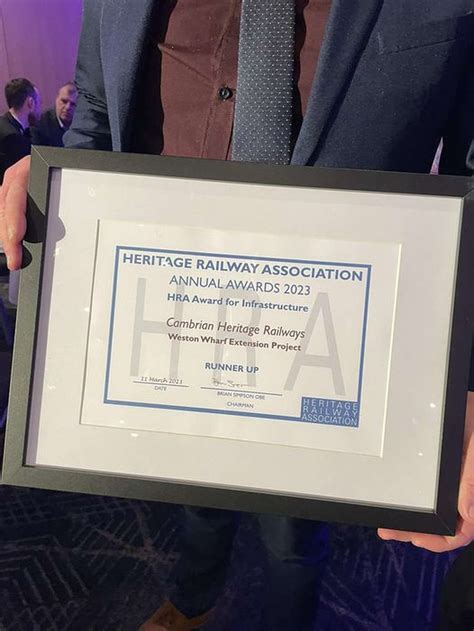 HERITAGE RAILWAY ASSOCIATION
ANNUAL AWARDS 2023
HRA Award for Infrastructure
HRA
Cambrian Heritage Railways
Weston Wharf Extension Project
RUNNER UP
11 March 2023
DATE
BRIAN SIMPSON OBE
CHAIRMAN
HERITAGE
RAILWAY
ASSOCIATION